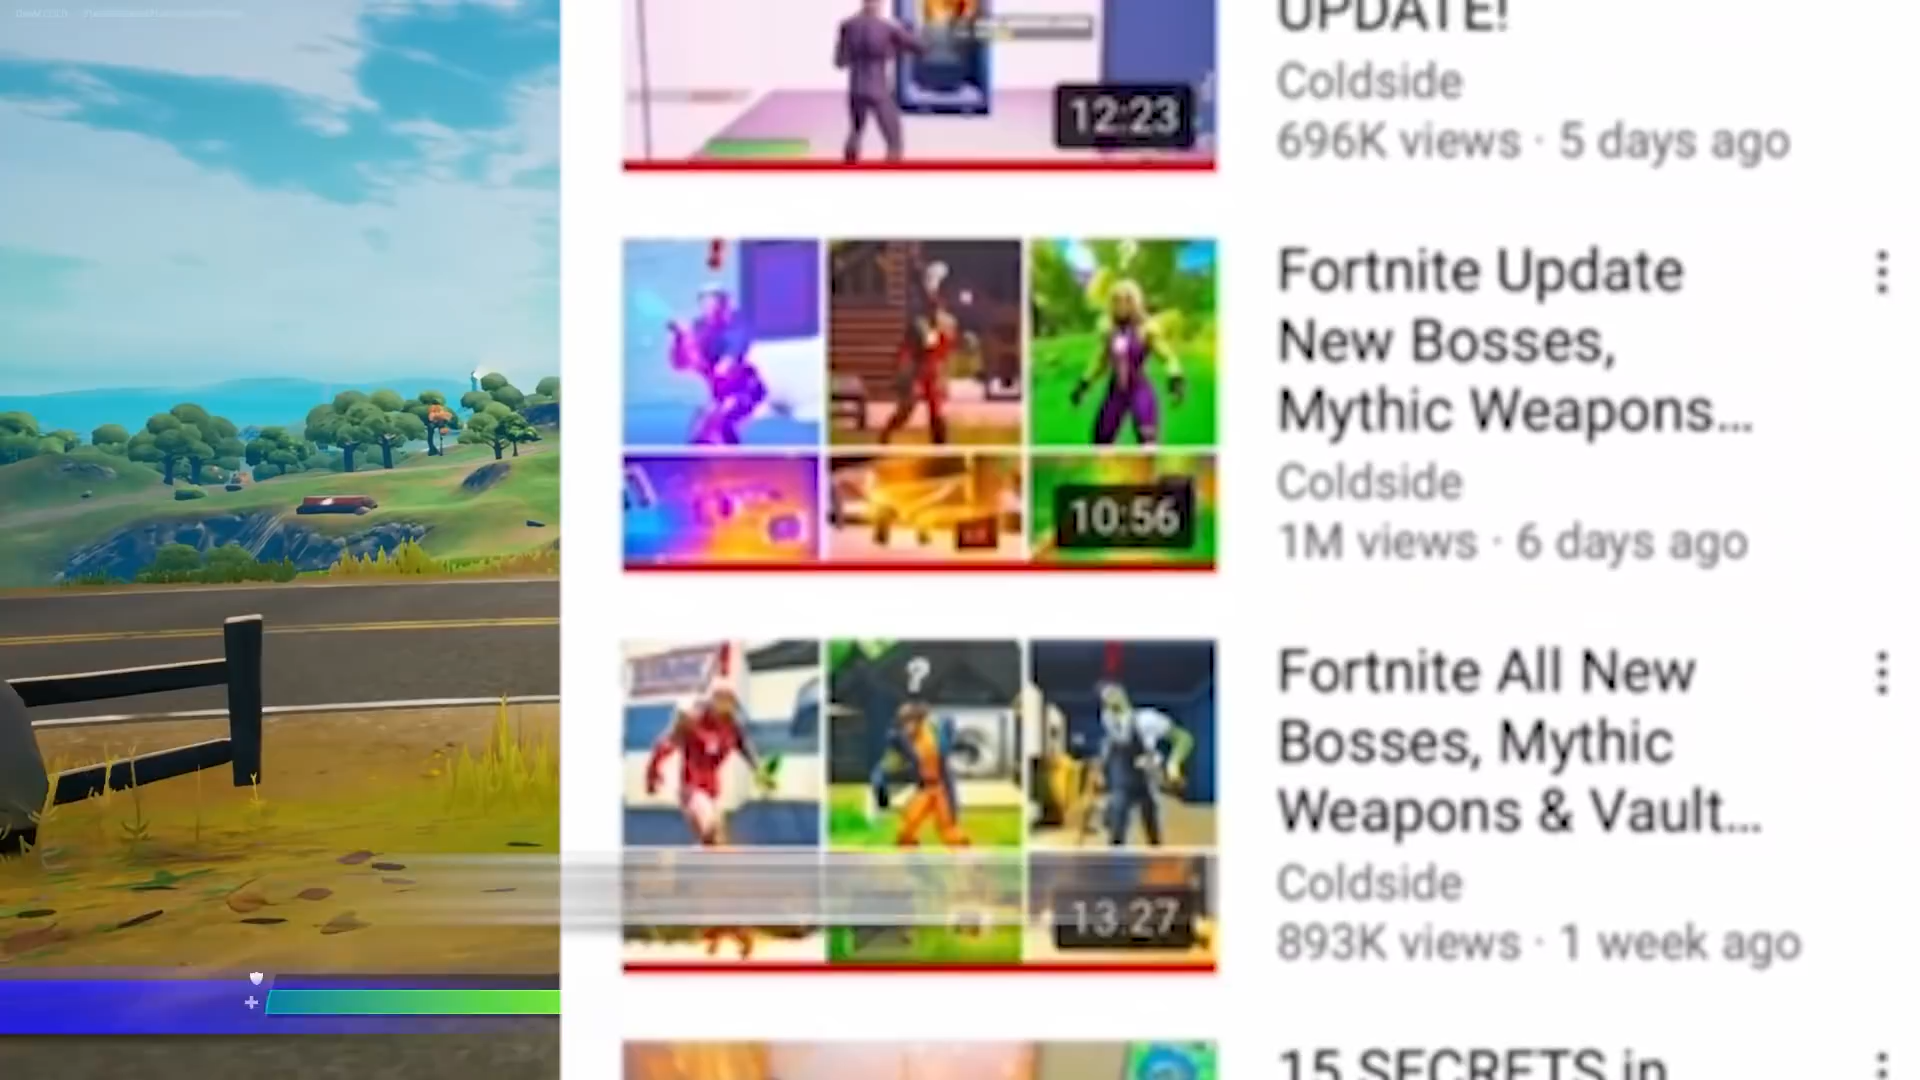 UPDATE!
Coldside
696K views · 5 days ago
12:23
Fortnite Update
New Bosses,
Mythic Weapons...
Coldside
1M views · 6 days ago
10:56
Fortnite All New
Bosses, Mythic
Weapons & Vault...
Coldside
893K views · 1 week ago
?
13:27
15 SECRETS in